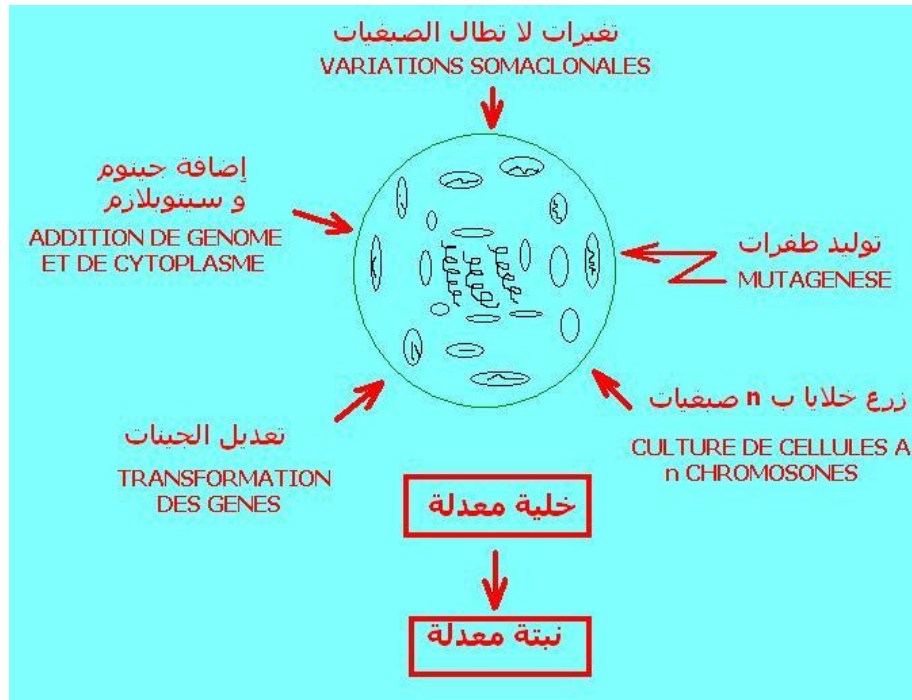 تغيرات لا تطال الصبغيات
VARIATIONS SOMACLONALES
إضافة جينوم
و سيتوبلازم
ADDITION DE GENOME
ET DE CYTOPLASME
توليد طفرات
MUTAGENESE
تعديل الجينات
TRANSFORMATION
DES GENES
زرع خلايا ب n صبغيات
CULTURE DE CELLULES A
n CHROMOSONES
خلية معدلة
نبتة معدلة